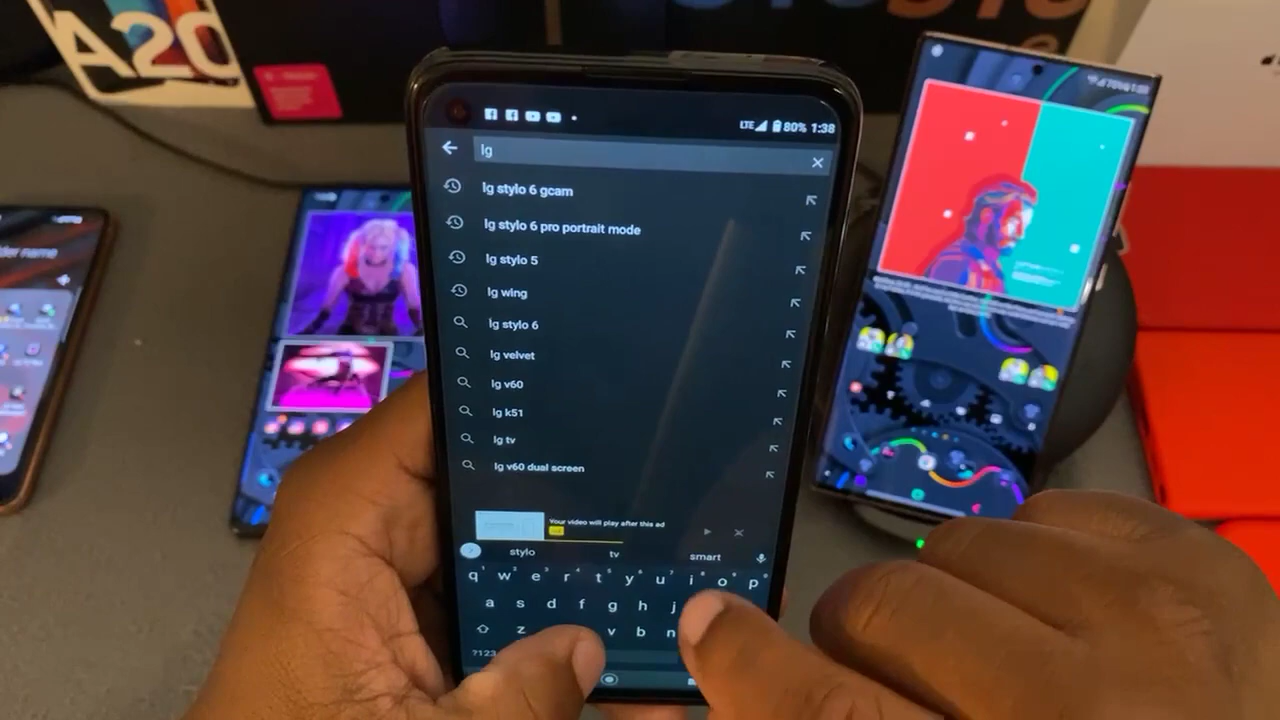 A20
LTE 80% 1:38
lg
lg stylo 6 gcam
lg stylo 6 pro portrait mode
lg stylo 5
lg wing
lg stylo 6
lg velvet
lg v60
lg k51
lg tv
lg v60 dual screen
Your video will play after this ad
stylo tv smart
q w e r t y u i o p
a s d f g h j
z v b n
?123